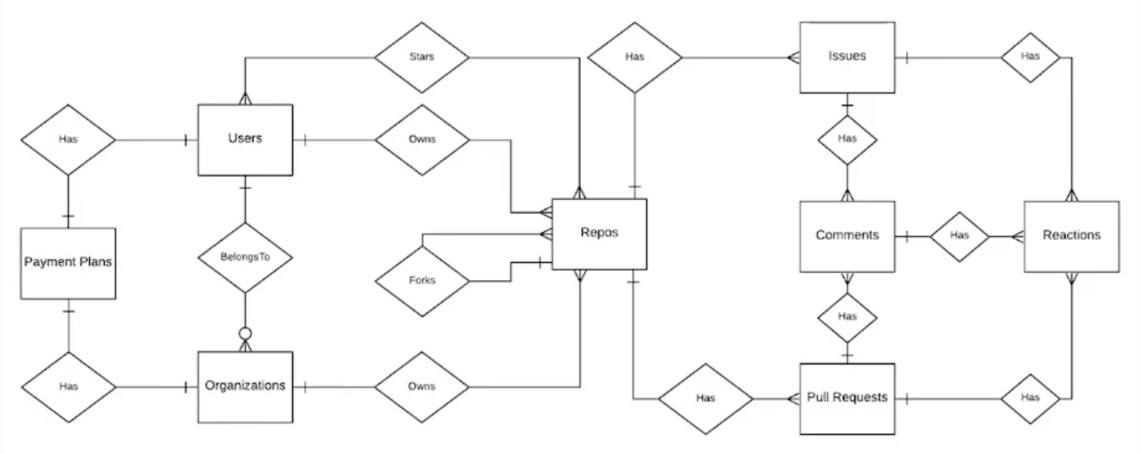 Stars
Has
Issues
Has
Has
Users
Owns
Has
Repos
Comments
Has
Reactions
Payment Plans
BelongsTo
Forks
Has
Has
Organizations
Owns
Has
Pull Requests
Has